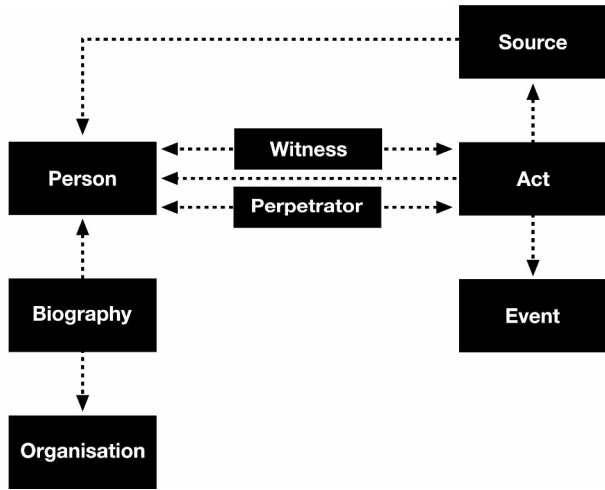 Source
Witness
Person
Act
Perpetrator
Biography
Event
Organisation